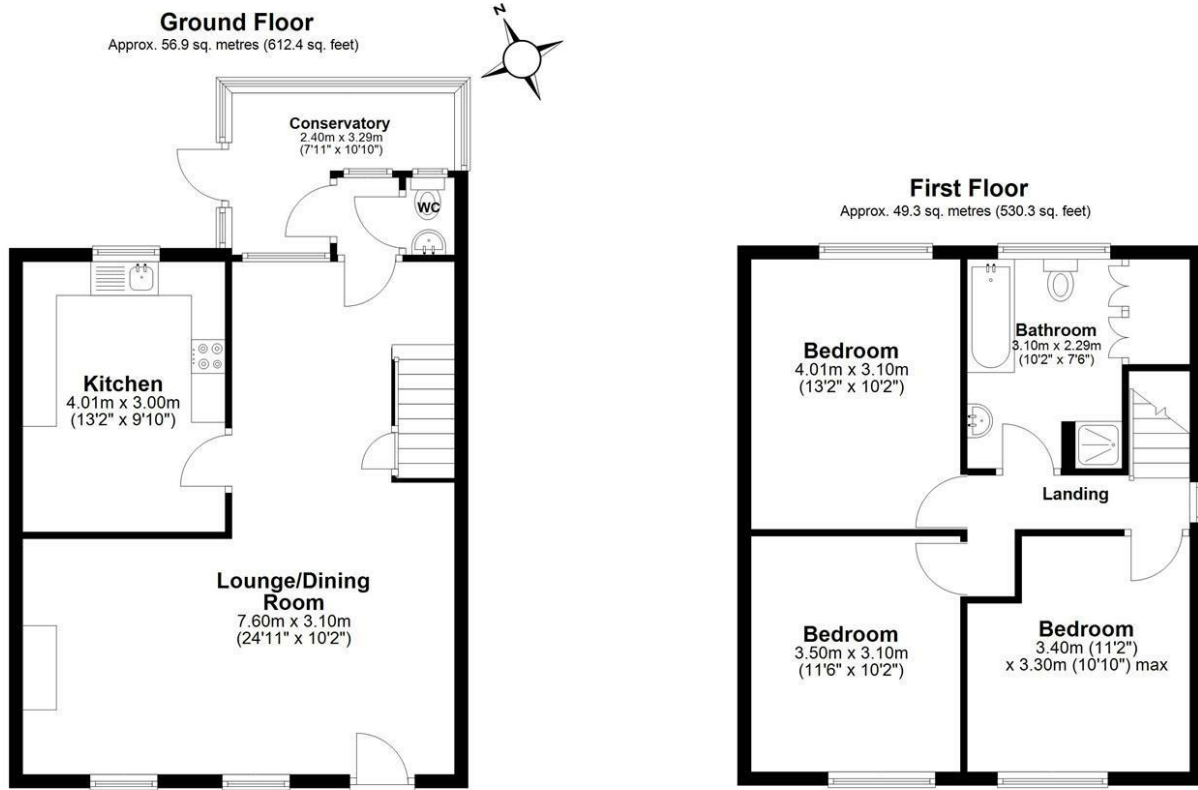 Ground Floor
Approx. 56.9 sq. metres (612.4 sq. feet)
N
Conservatory
2.40m x 3.29m
(7'11" x 10'10")
WC
Kitchen
4.01m x 3.00m
(13'2" x 9'10")
Lounge/Dining
Room
7.60m x 3.10m
(24'11" x 10'2")
First Floor
Approx. 49.3 sq. metres (530.3 sq. feet)
Bedroom
4.01m x 3.10m
(13'2" x 10'2")
Bathroom
3.10m x 2.29m
(10'2" x 7'6")
Landing
Bedroom
3.50m x 3.10m
(11'6" x 10'2")
Bedroom
3.40m (11'2")
x 3.30m (10'10") max